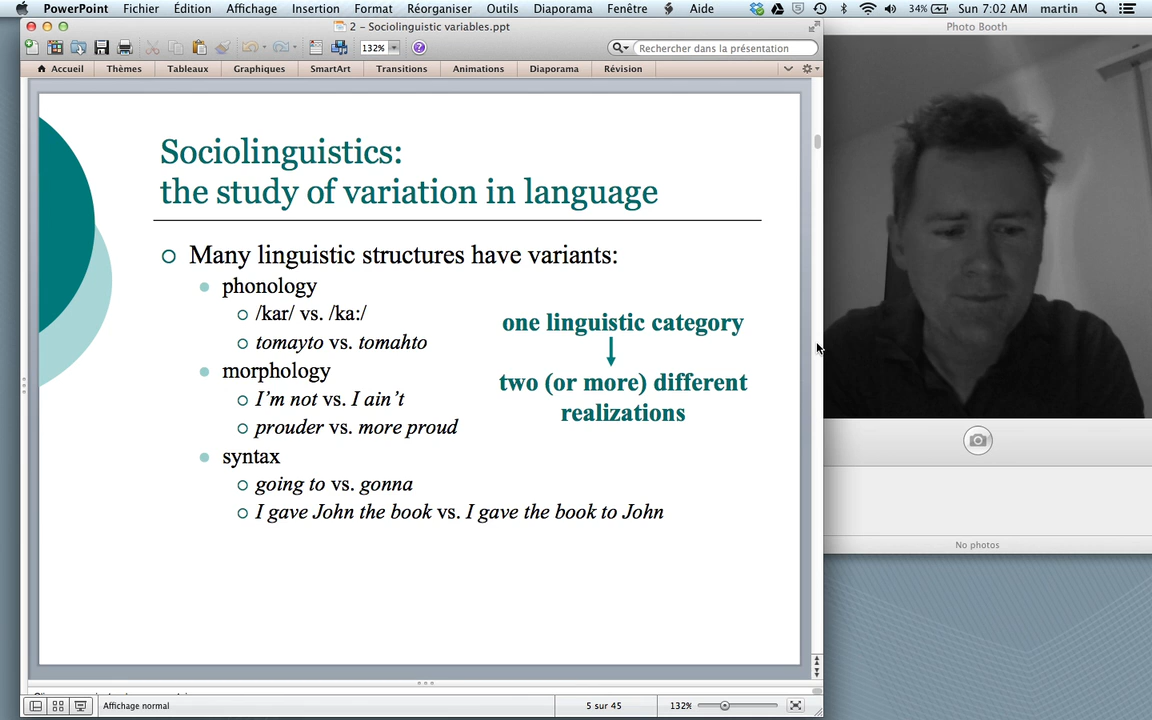 PowerPoint Fichier Édition Affichage Insertion Format Réorganiser Outils Diaporama Fenêtre Aide 34% Sun 7:02 AM martin
2 – Sociolinguistic variables.ppt
132% Rechercher dans la présentation
Accueil Thèmes Tableaux Graphiques SmartArt Transitions Animations Diaporama Révision
Sociolinguistics:
the study of variation in language
Many linguistic structures have variants:
phonology
/kar/ vs. /ka:/
tomayto vs. tomahto
morphology
I'm not vs. I ain't
prouder vs. more proud
syntax
going to vs. gonna
I gave John the book vs. I gave the book to John
one linguistic category
two (or more) different
realizations
Affichage normal 5 sur 45 132%
Photo Booth
No photos